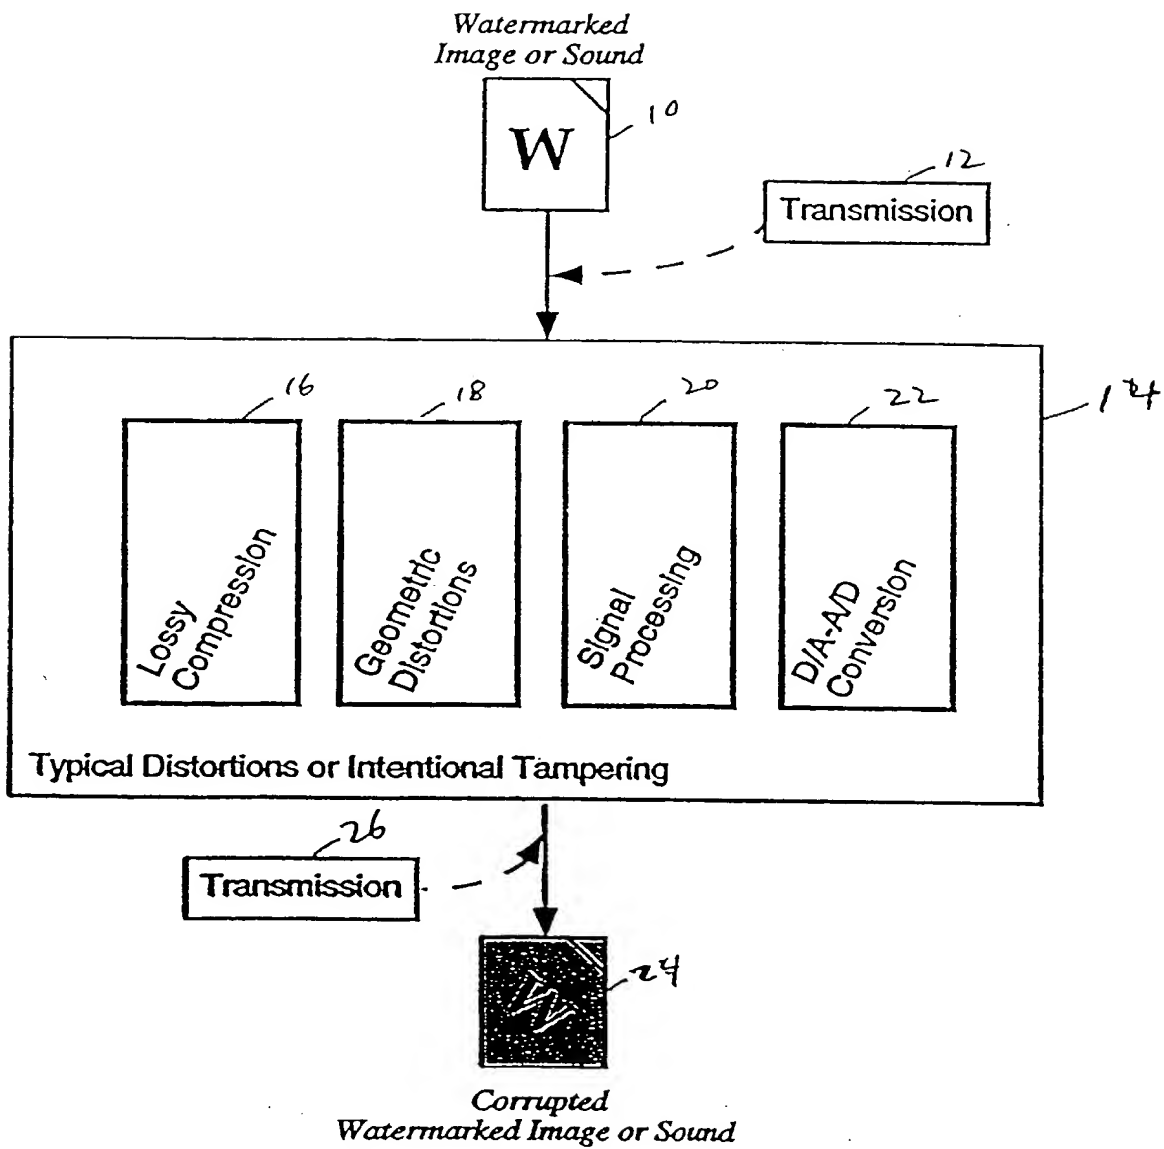 Watermarked
Image or Sound
W
10
12
Transmission
16
18
20
22
14
Lossy
Compression
Geometric
Distortions
Signal
Processing
D/A-A/D
Conversion
Typical Distortions or Intentional Tampering
26
Transmission
W
24
Corrupted
Watermarked Image or Sound